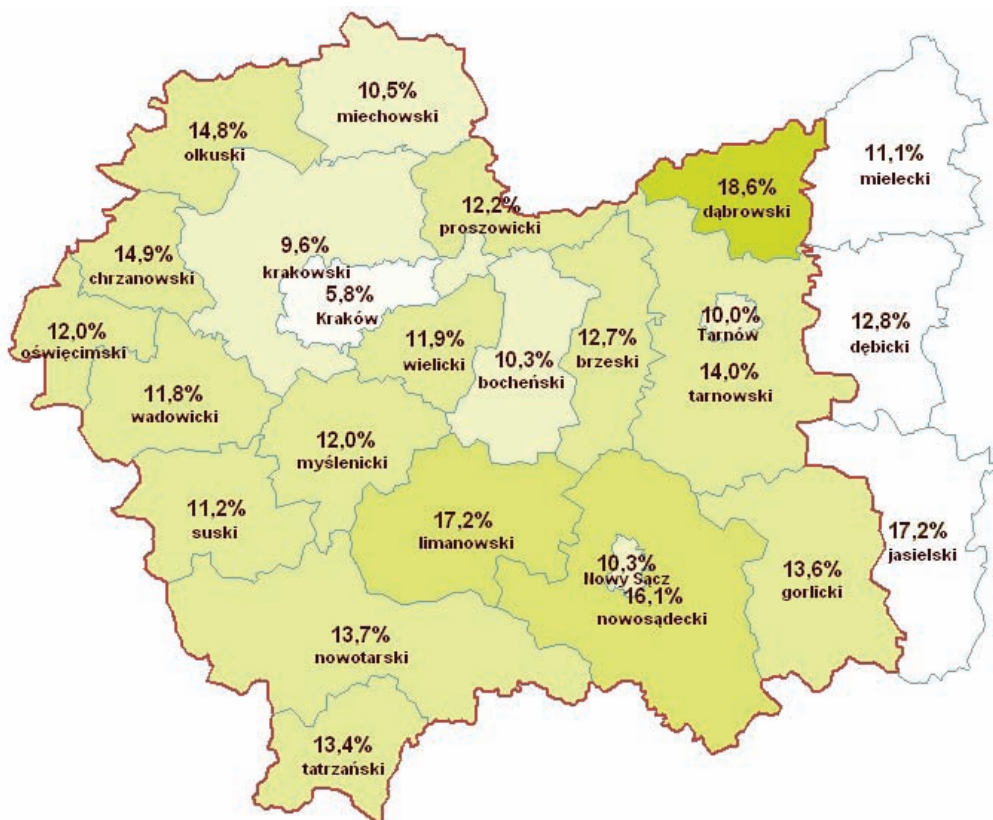 10,5%
miechowski
14,8%
olkuski
11,1%
mielecki
18,6%
dąbrowski
12,2%
proszowicki
9,6%
krakowski
14,9%
chrzanowski
5,8%
Kraków
12,0%
oświęcimski
11,9%
wielicki
10,3%
bocheński
12,7%
brzeski
10,0%
Tarnów
14,0%
tarnowski
12,8%
dębicki
11,8%
wadowicki
12,0%
myślenicki
11,2%
suski
17,2%
limanowski
10,3%
Nowy Sącz
16,1%
nowosądecki
13,6%
gorlicki
17,2%
jasielski
13,7%
nowotarski
13,4%
tatrzański